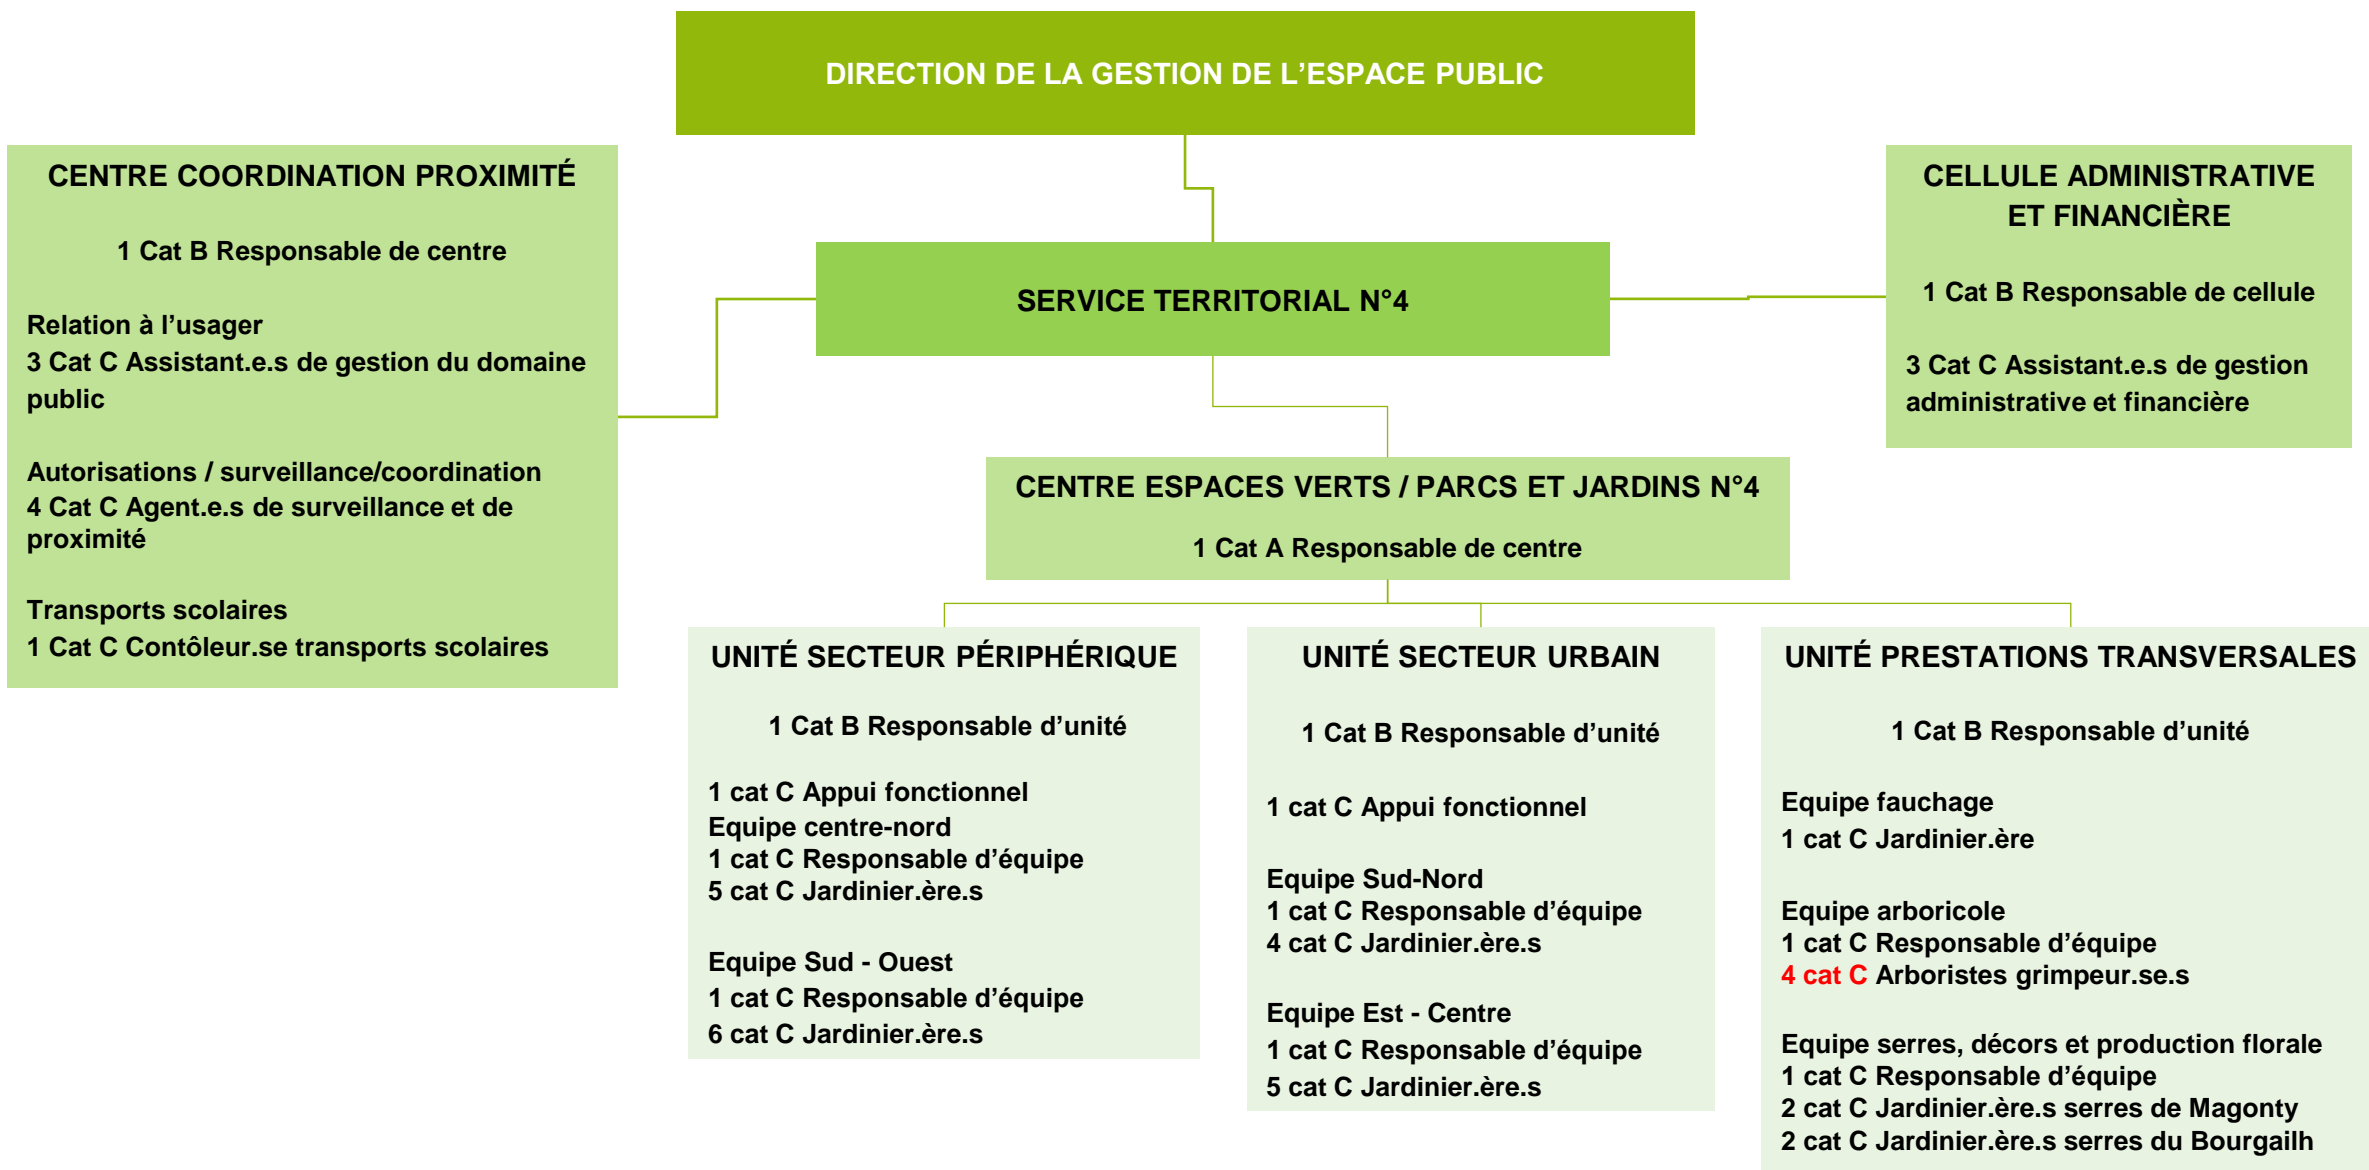 DIRECTION DE LA GESTION DE L’ESPACE PUBLIC
CENTRE COORDINATION PROXIMITÉ
1 Cat B Responsable de centre
Relation à l’usager
3 Cat C Assistant.e.s de gestion du domaine
public
Autorisations / surveillance/coordination
4 Cat C Agent.e.s de surveillance et de
proximité
Transports scolaires
1 Cat C Contôleur.se transports scolaires
SERVICE TERRITORIAL N°4
CELLULE ADMINISTRATIVE
ET FINANCIÈRE
1 Cat B Responsable de cellule
3 Cat C Assistant.e.s de gestion
administrative et financière
CENTRE ESPACES VERTS / PARCS ET JARDINS N°4
1 Cat A Responsable de centre
UNITÉ SECTEUR PÉRIPHÉRIQUE
1 Cat B Responsable d’unité
1 cat C Appui fonctionnel
Equipe centre-nord
1 cat C Responsable d’équipe
5 cat C Jardinier.ère.s
Equipe Sud - Ouest
1 cat C Responsable d’équipe
6 cat C Jardinier.ère.s
UNITÉ SECTEUR URBAIN
1 Cat B Responsable d’unité
1 cat C Appui fonctionnel
Equipe Sud-Nord
1 cat C Responsable d’équipe
4 cat C Jardinier.ère.s
Equipe Est - Centre
1 cat C Responsable d’équipe
5 cat C Jardinier.ère.s
UNITÉ PRESTATIONS TRANSVERSALES
1 Cat B Responsable d’unité
Equipe fauchage
1 cat C Jardinier.ère
Equipe arboricole
1 cat C Responsable d’équipe
4 cat C Arboristes grimpeur.se.s
Equipe serres, décors et production florale
1 cat C Responsable d’équipe
2 cat C Jardinier.ère.s serres de Magonty
2 cat C Jardinier.ère.s serres du Bourgailh